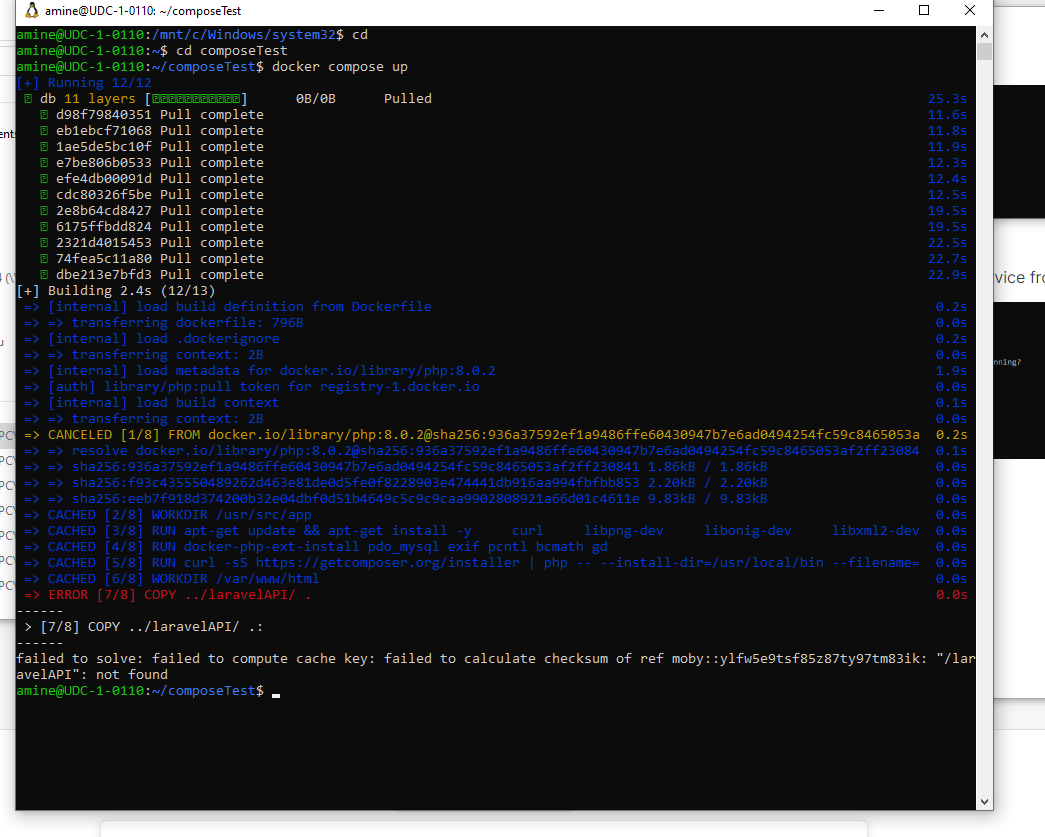 amine@UDC-1-0110: ~/composeTest
amine@UDC-1-0110:/mnt/c/Windows/system32$ cd
amine@UDC-1-0110:~$ cd composeTest
amine@UDC-1-0110:~/composeTest$ docker compose up
[+] Running 12/12
db 11 layers [] 0B/0B Pulled 25.3s
d98f79840351 Pull complete 11.6s
eb1ebcf71068 Pull complete 11.8s
1ae5de5bc10f Pull complete 11.9s
e7be806b0533 Pull complete 12.3s
efe4db00091d Pull complete 12.4s
cdc80326f5be Pull complete 12.5s
2e8b64cd8427 Pull complete 19.5s
6175ffbdd824 Pull complete 19.5s
2321d4015453 Pull complete 22.5s
74fea5c11a80 Pull complete 22.7s
dbe213e7bfd3 Pull complete 22.9s
[+] Building 2.4s (12/13)
=> [internal] load build definition from Dockerfile 0.2s
=> => transferring dockerfile: 796B 0.0s
=> [internal] load .dockerignore 0.2s
=> => transferring context: 2B 0.0s
=> [internal] load metadata for docker.io/library/php:8.0.2 1.9s
=> [auth] library/php:pull token for registry-1.docker.io 0.0s
=> [internal] load build context 0.1s
=> => transferring context: 2B 0.0s
=> CANCELED [1/8] FROM docker.io/library/php:8.0.2@sha256:936a37592ef1a9486ffe60430947b7e6ad0494254fc59c8465053a 0.2s
=> => resolve docker.io/library/php:8.0.2@sha256:936a37592ef1a9486ffe60430947b7e6ad0494254fc59c8465053af2ff23084 0.1s
=> => sha256:936a37592ef1a9486ffe60430947b7e6ad0494254fc59c8465053af2ff230841 1.86kB / 1.86kB 0.0s
=> => sha256:f93c435550489262d463e81de0d5fe0f8228903e474441db916aa994fbfbb853 2.20kB / 2.20kB 0.0s
=> => sha256:eeb7f918d374200b32e04dbf0d51b4649c5c9c9caa9902808921a66d01c4611e 9.83kB / 9.83kB 0.0s
=> CACHED [2/8] WORKDIR /usr/src/app 0.0s
=> CACHED [3/8] RUN apt-get update && apt-get install -y curl libpng-dev libonig-dev libxml2-dev 0.0s
=> CACHED [4/8] RUN docker-php-ext-install pdo_mysql exif pcntl bcmath gd 0.0s
=> CACHED [5/8] RUN curl -sS https://getcomposer.org/installer | php -- --install-dir=/usr/local/bin --filename= 0.0s
=> CACHED [6/8] WORKDIR /var/www/html 0.0s
=> ERROR [7/8] COPY ../laravelAPI/ . 0.0s
------
> [7/8] COPY ../laravelAPI/ .:
------
failed to solve: failed to compute cache key: failed to calculate checksum of ref moby::ylfw5e9tsf85z87ty97tm83ik: "/lar
avelAPI": not found
amine@UDC-1-0110:~/composeTest$
vice fro
nning?